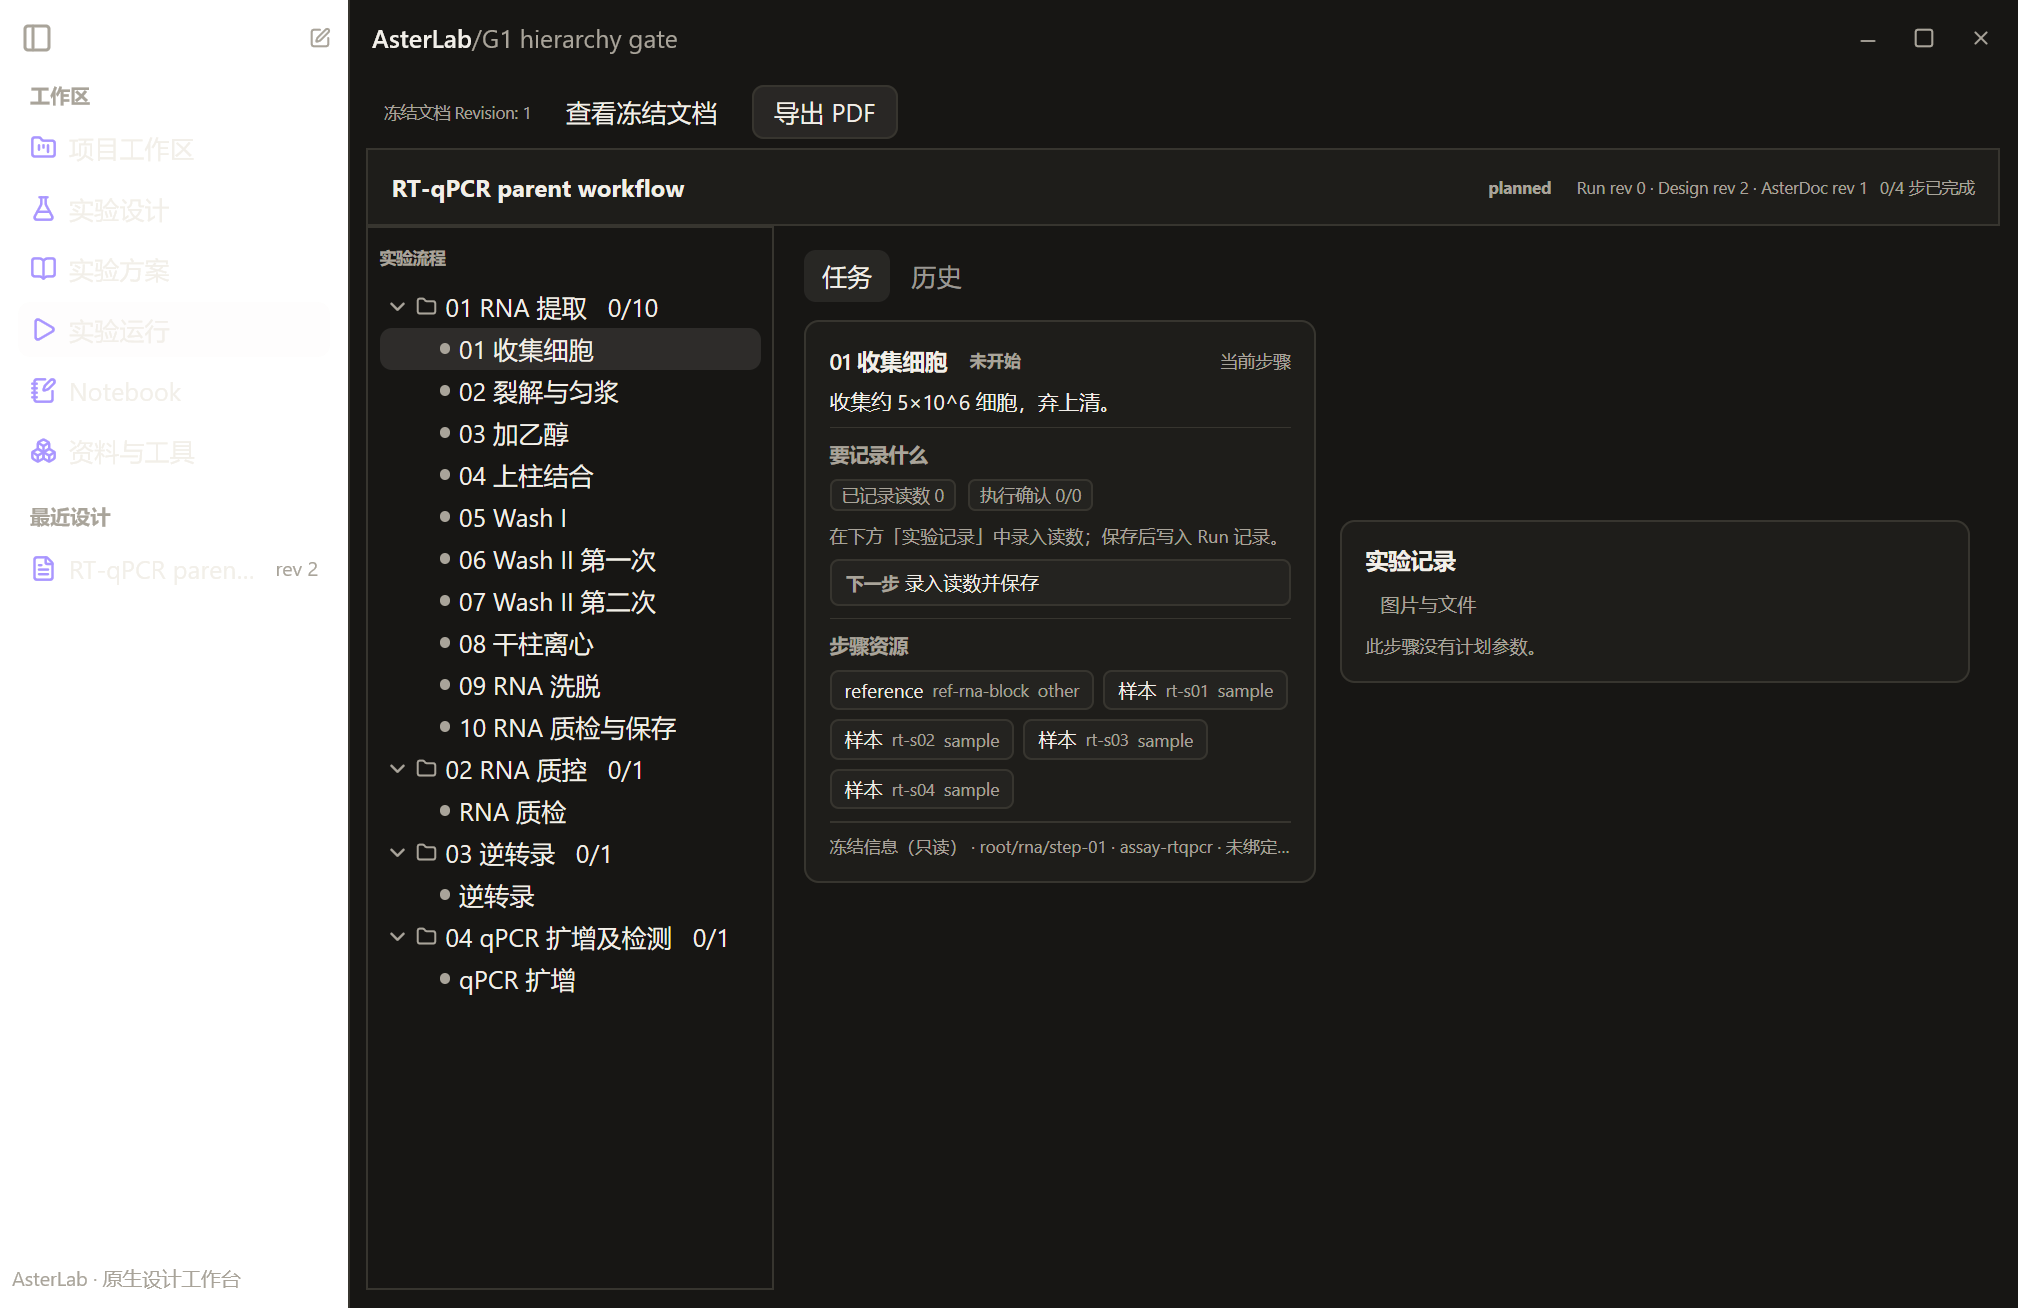 工作区
项目工作区
实验设计
实验方案
实验运行
Notebook
资料与工具
最近设计
RT-qPCR paren... rev 2
AsterLab · 原生设计工作台
AsterLab/G1 hierarchy gate
冻结文档 Revision: 1 查看冻结文档 导出 PDF
RT-qPCR parent workflow
planned Run rev 0 · Design rev 2 · AsterDoc rev 1 0/4 步已完成
实验流程
01 RNA 提取 0/10
01 收集细胞
02 裂解与匀浆
03 加乙醇
04 上柱结合
05 Wash I
06 Wash II 第一次
07 Wash II 第二次
08 干柱离心
09 RNA 洗脱
10 RNA 质检与保存
02 RNA 质控 0/1
RNA 质检
03 逆转录 0/1
逆转录
04 qPCR 扩增及检测 0/1
qPCR 扩增
任务 历史
01 收集细胞 未开始 当前步骤
收集约 5×10^6 细胞，弃上清。
要记录什么
已记录读数 0 执行确认 0/0
在下方「实验记录」中录入读数；保存后写入 Run 记录。
下一步 录入读数并保存
步骤资源
reference ref-rna-block other 样本 rt-s01 sample
样本 rt-s02 sample 样本 rt-s03 sample
样本 rt-s04 sample
冻结信息（只读） · root/rna/step-01 · assay-rtqpcr · 未绑定...
实验记录
图片与文件
此步骤没有计划参数。